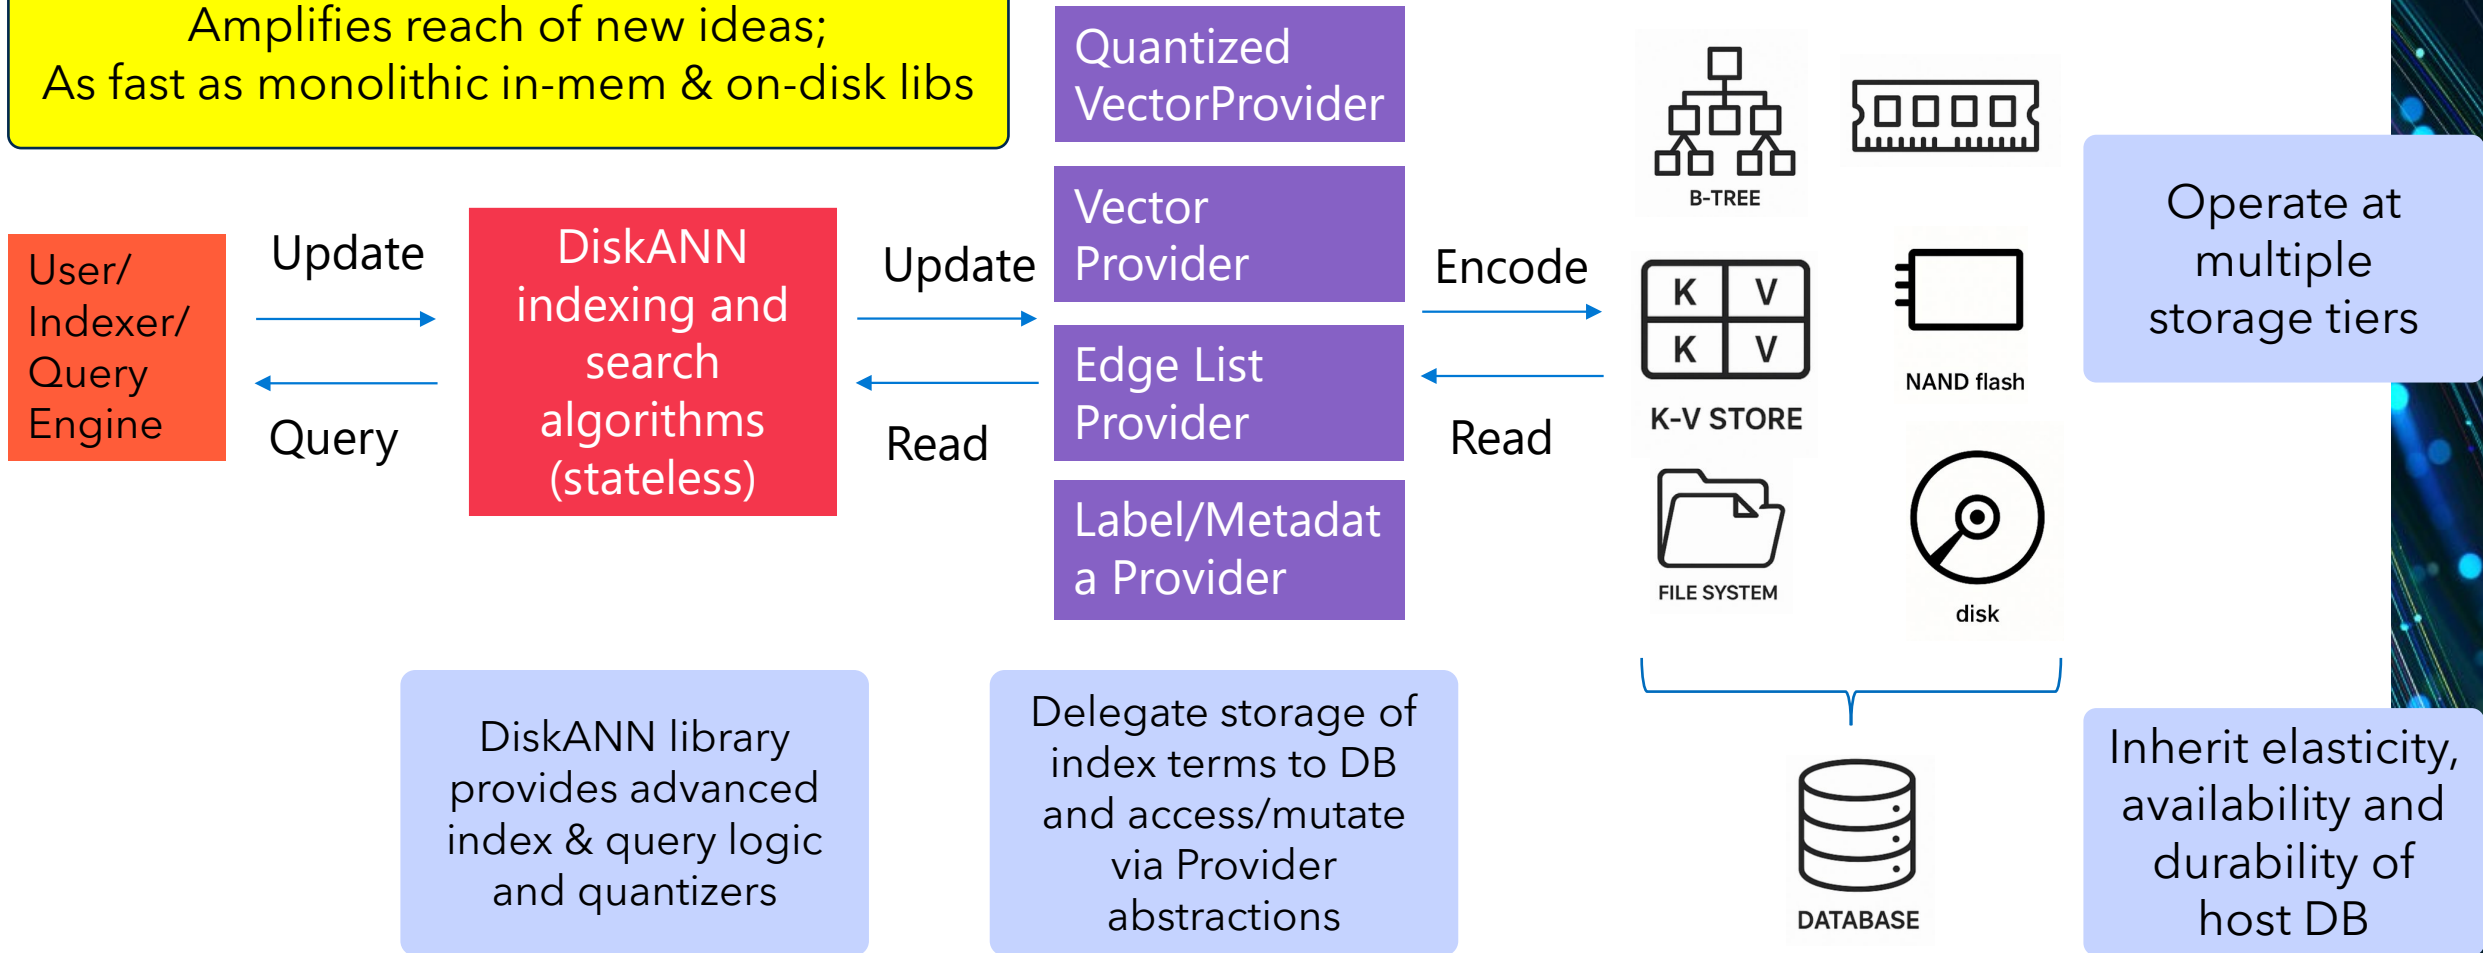 Amplifies reach of new ideas;
As fast as monolithic in-mem & on-disk libs
User/
Indexer/
Query
Engine
Update
Query
DiskANN
indexing and
search
algorithms
(stateless)
Update
Read
Quantized
VectorProvider
Vector
Provider
Edge List
Provider
Label/Metadat
a Provider
Encode
Read
B-TREE
K V
K V
K-V STORE
NAND flash
FILE SYSTEM
disk
DATABASE
Operate at
multiple
storage tiers
DiskANN library
provides advanced
index & query logic
and quantizers
Delegate storage of
index terms to DB
and access/mutate
via Provider
abstractions
Inherit elasticity,
availability and
durability of
host DB